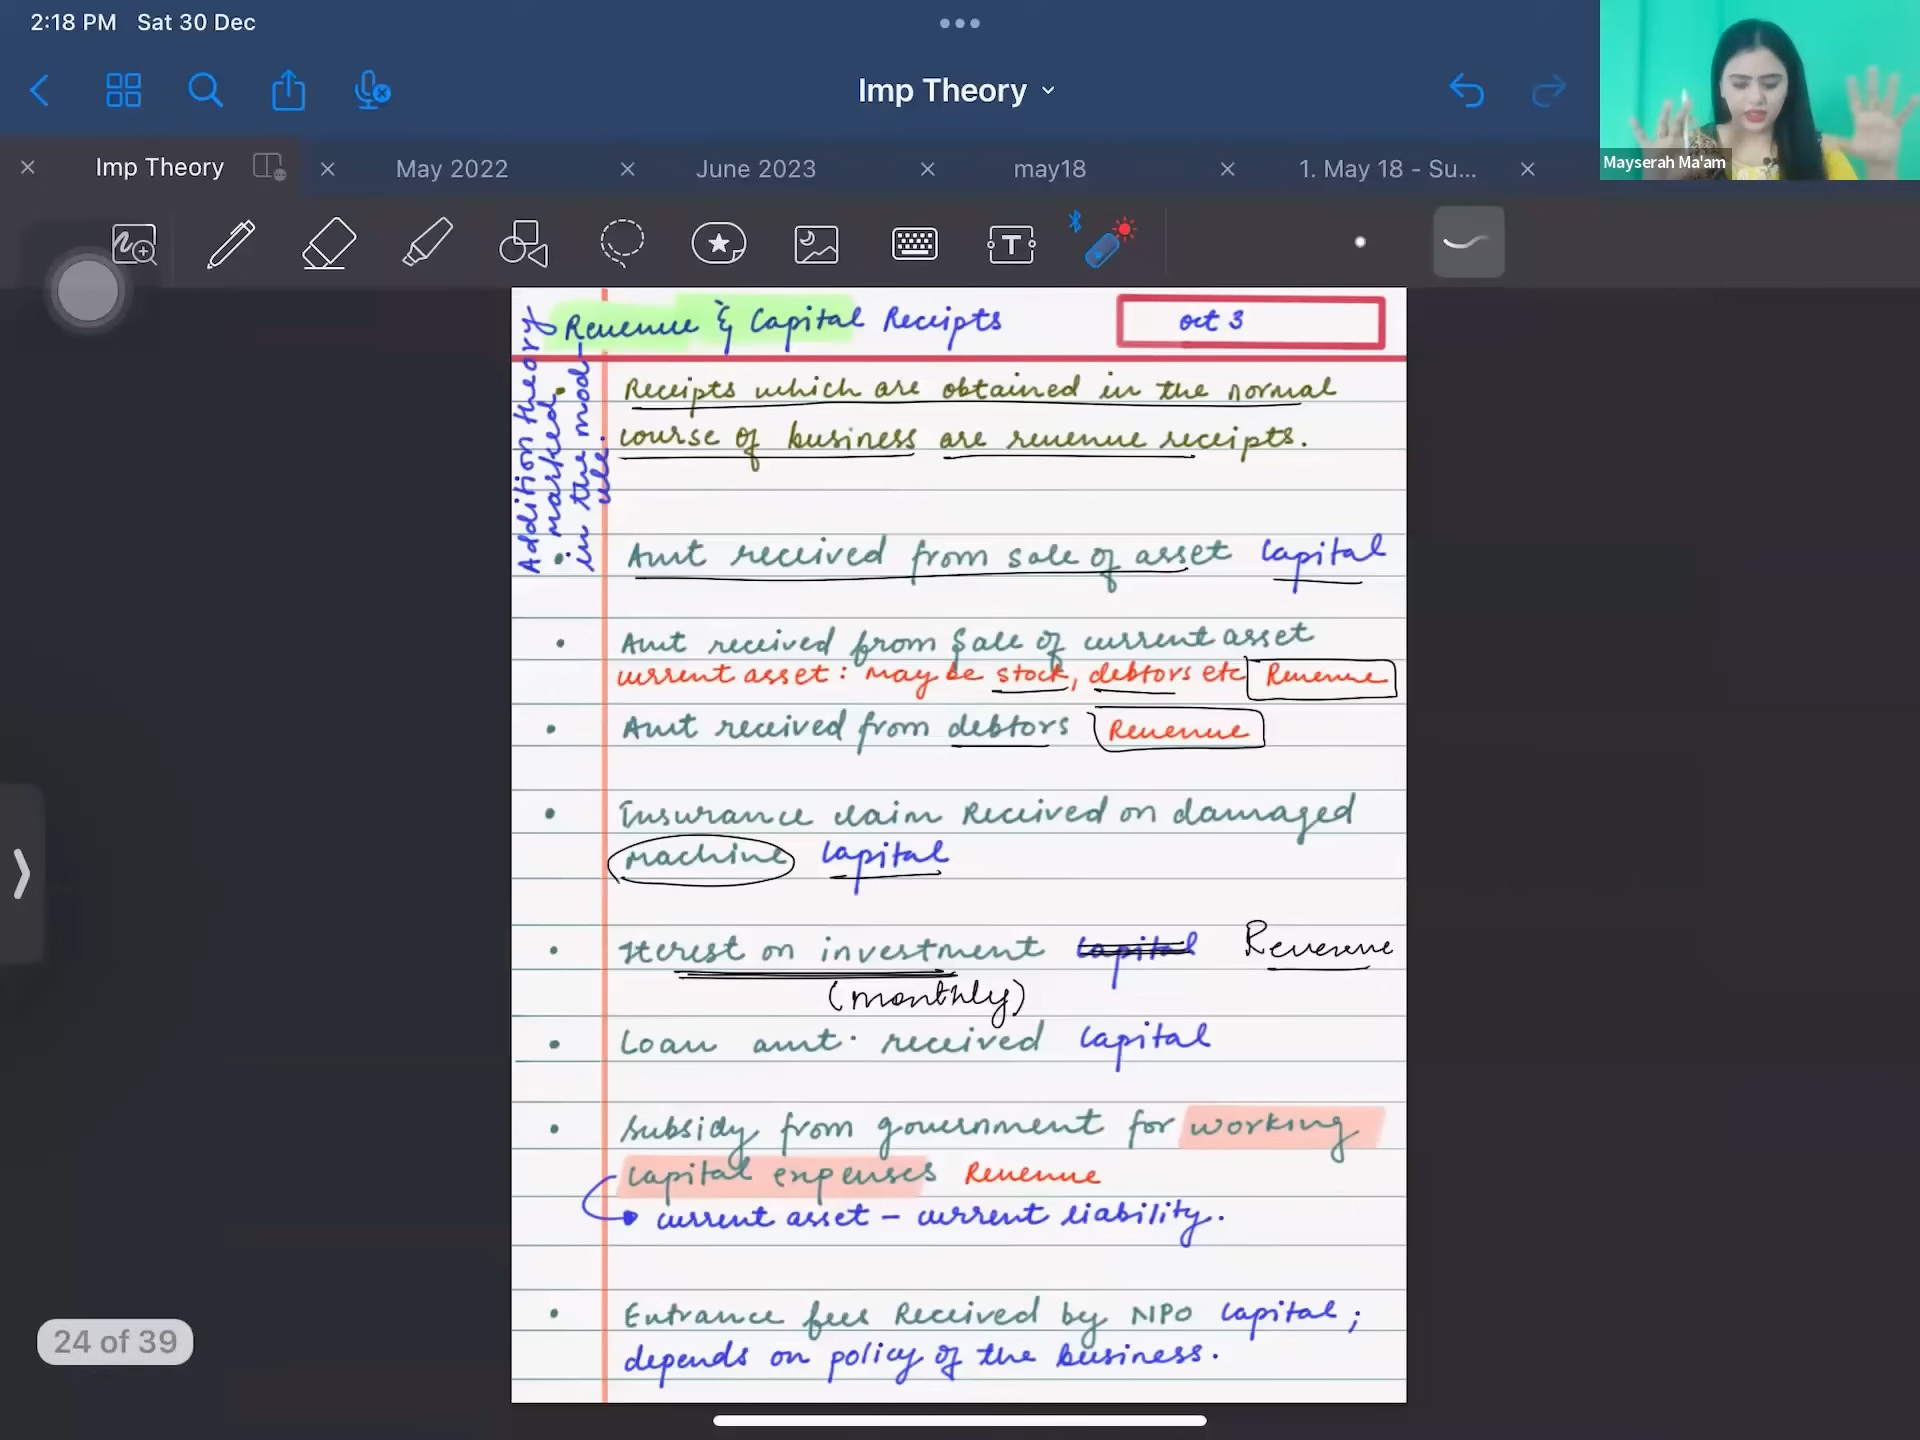 2:18 PM Sat 30 Dec
Imp Theory
Mayserah Ma'am
Imp Theory
May 2022
June 2023
may18
1. May 18 - Su...
T
Revenue & Capital Receipts
oct 3
Addition theory
marked
in the mod-
ule.
Receipts which are obtained in the normal
course of business are revenue receipts.
Amt received from sale of asset Capital
Amt received from sale of current asset
current asset : may be stock, debtors etc Revenue
Amt received from debtors Revenue
Insurance claim Received on damaged
machine Capital
Iterest on investment Capital Revenue
(monthly)
Loan amt. received Capital
Subsidy from government for working
capital expenses Revenue
current asset - current liability.
Entrance fees Received by NPO Capital;
depends on policy of the business.
24 of 39